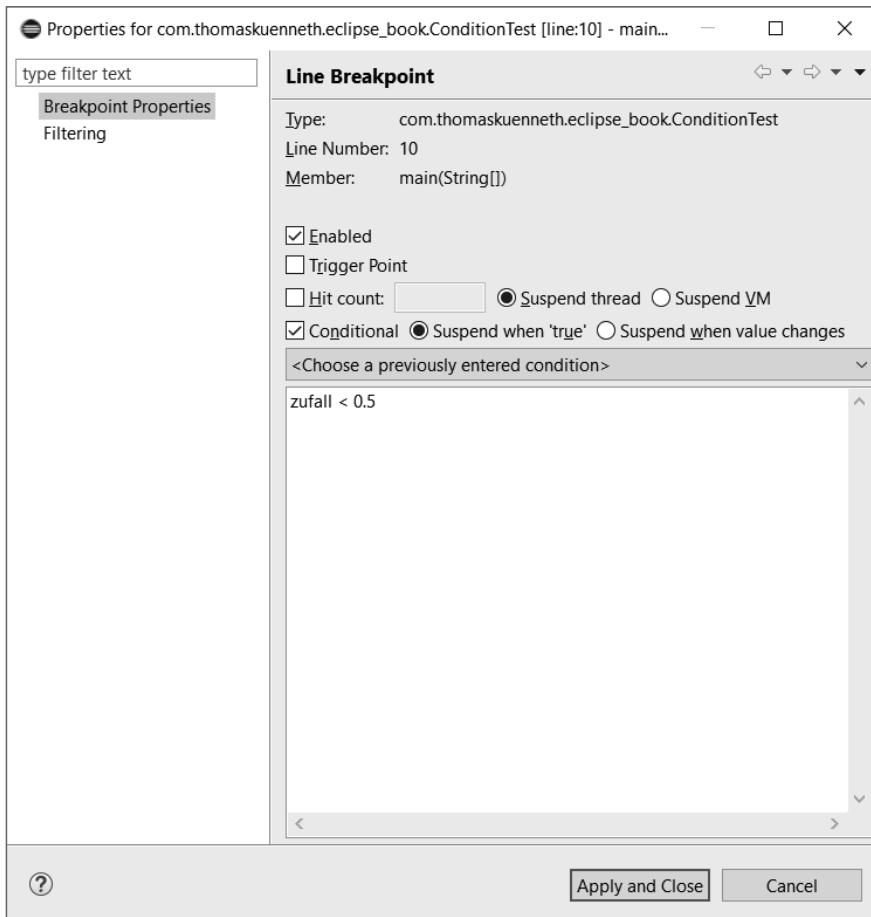 Properties for com.thomaskuenneth.eclipse_book.ConditionTest [line:10] - main...
type filter text
Breakpoint Properties
Filtering
Line Breakpoint
Type: com.thomaskuenneth.eclipse_book.ConditionTest
Line Number: 10
Member: main(String[])
Enabled
Trigger Point
Hit count: Suspend thread Suspend VM
Conditional Suspend when 'true' Suspend when value changes
<Choose a previously entered condition>
zufall < 0.5
?
Apply and Close Cancel